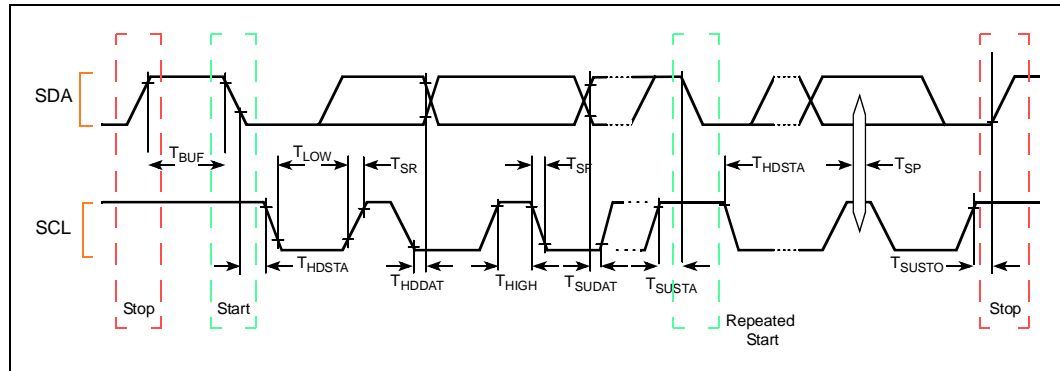 SDA
T_BUF
T_LOW
T_SR
T_SF
T_HDSTA
T_SP
SCL
T_HDSTA
T_HDDAT
T_HIGH
T_SUDAT
T_SUSTA
T_SUSTO
Stop
Start
Repeated
Start
Stop